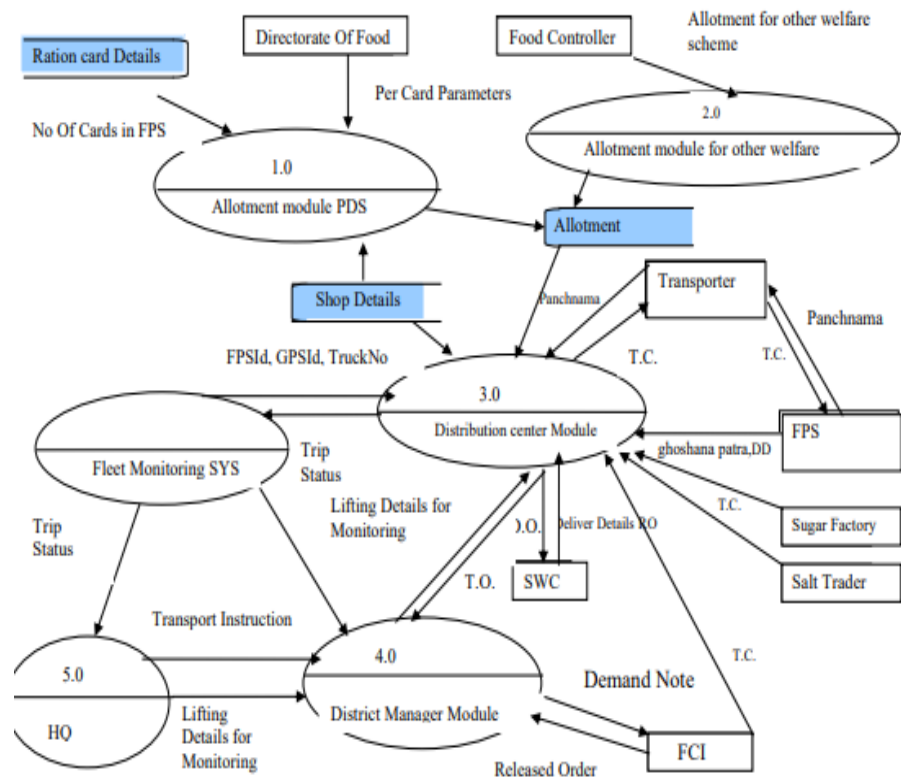 Allotment for other welfare
scheme
Directorate Of Food
Food Controller
Ration card Details
Per Card Parameters
No Of Cards in FPS
2.0
Allotment module for other welfare
1.0
Allotment module PDS
Allotment
Transporter
Shop Details
Panchnama
Panchnama
FPSId, GPSId, TruckNo
T.C.
T.C.
3.0
Distribution center Module
FPS
ghoshana patra,DD
Fleet Monitoring SYS
Trip
Status
Lifting Details for
Monitoring
T.C.
Sugar Factory
Trip
Status
O.O.
Deliver Details RO
T.O.
SWC
Salt Trader
Transport Instruction
5.0
HQ
4.0
District Manager Module
T.C.
Demand Note
Lifting
Details for
Monitoring
FCI
Released Order